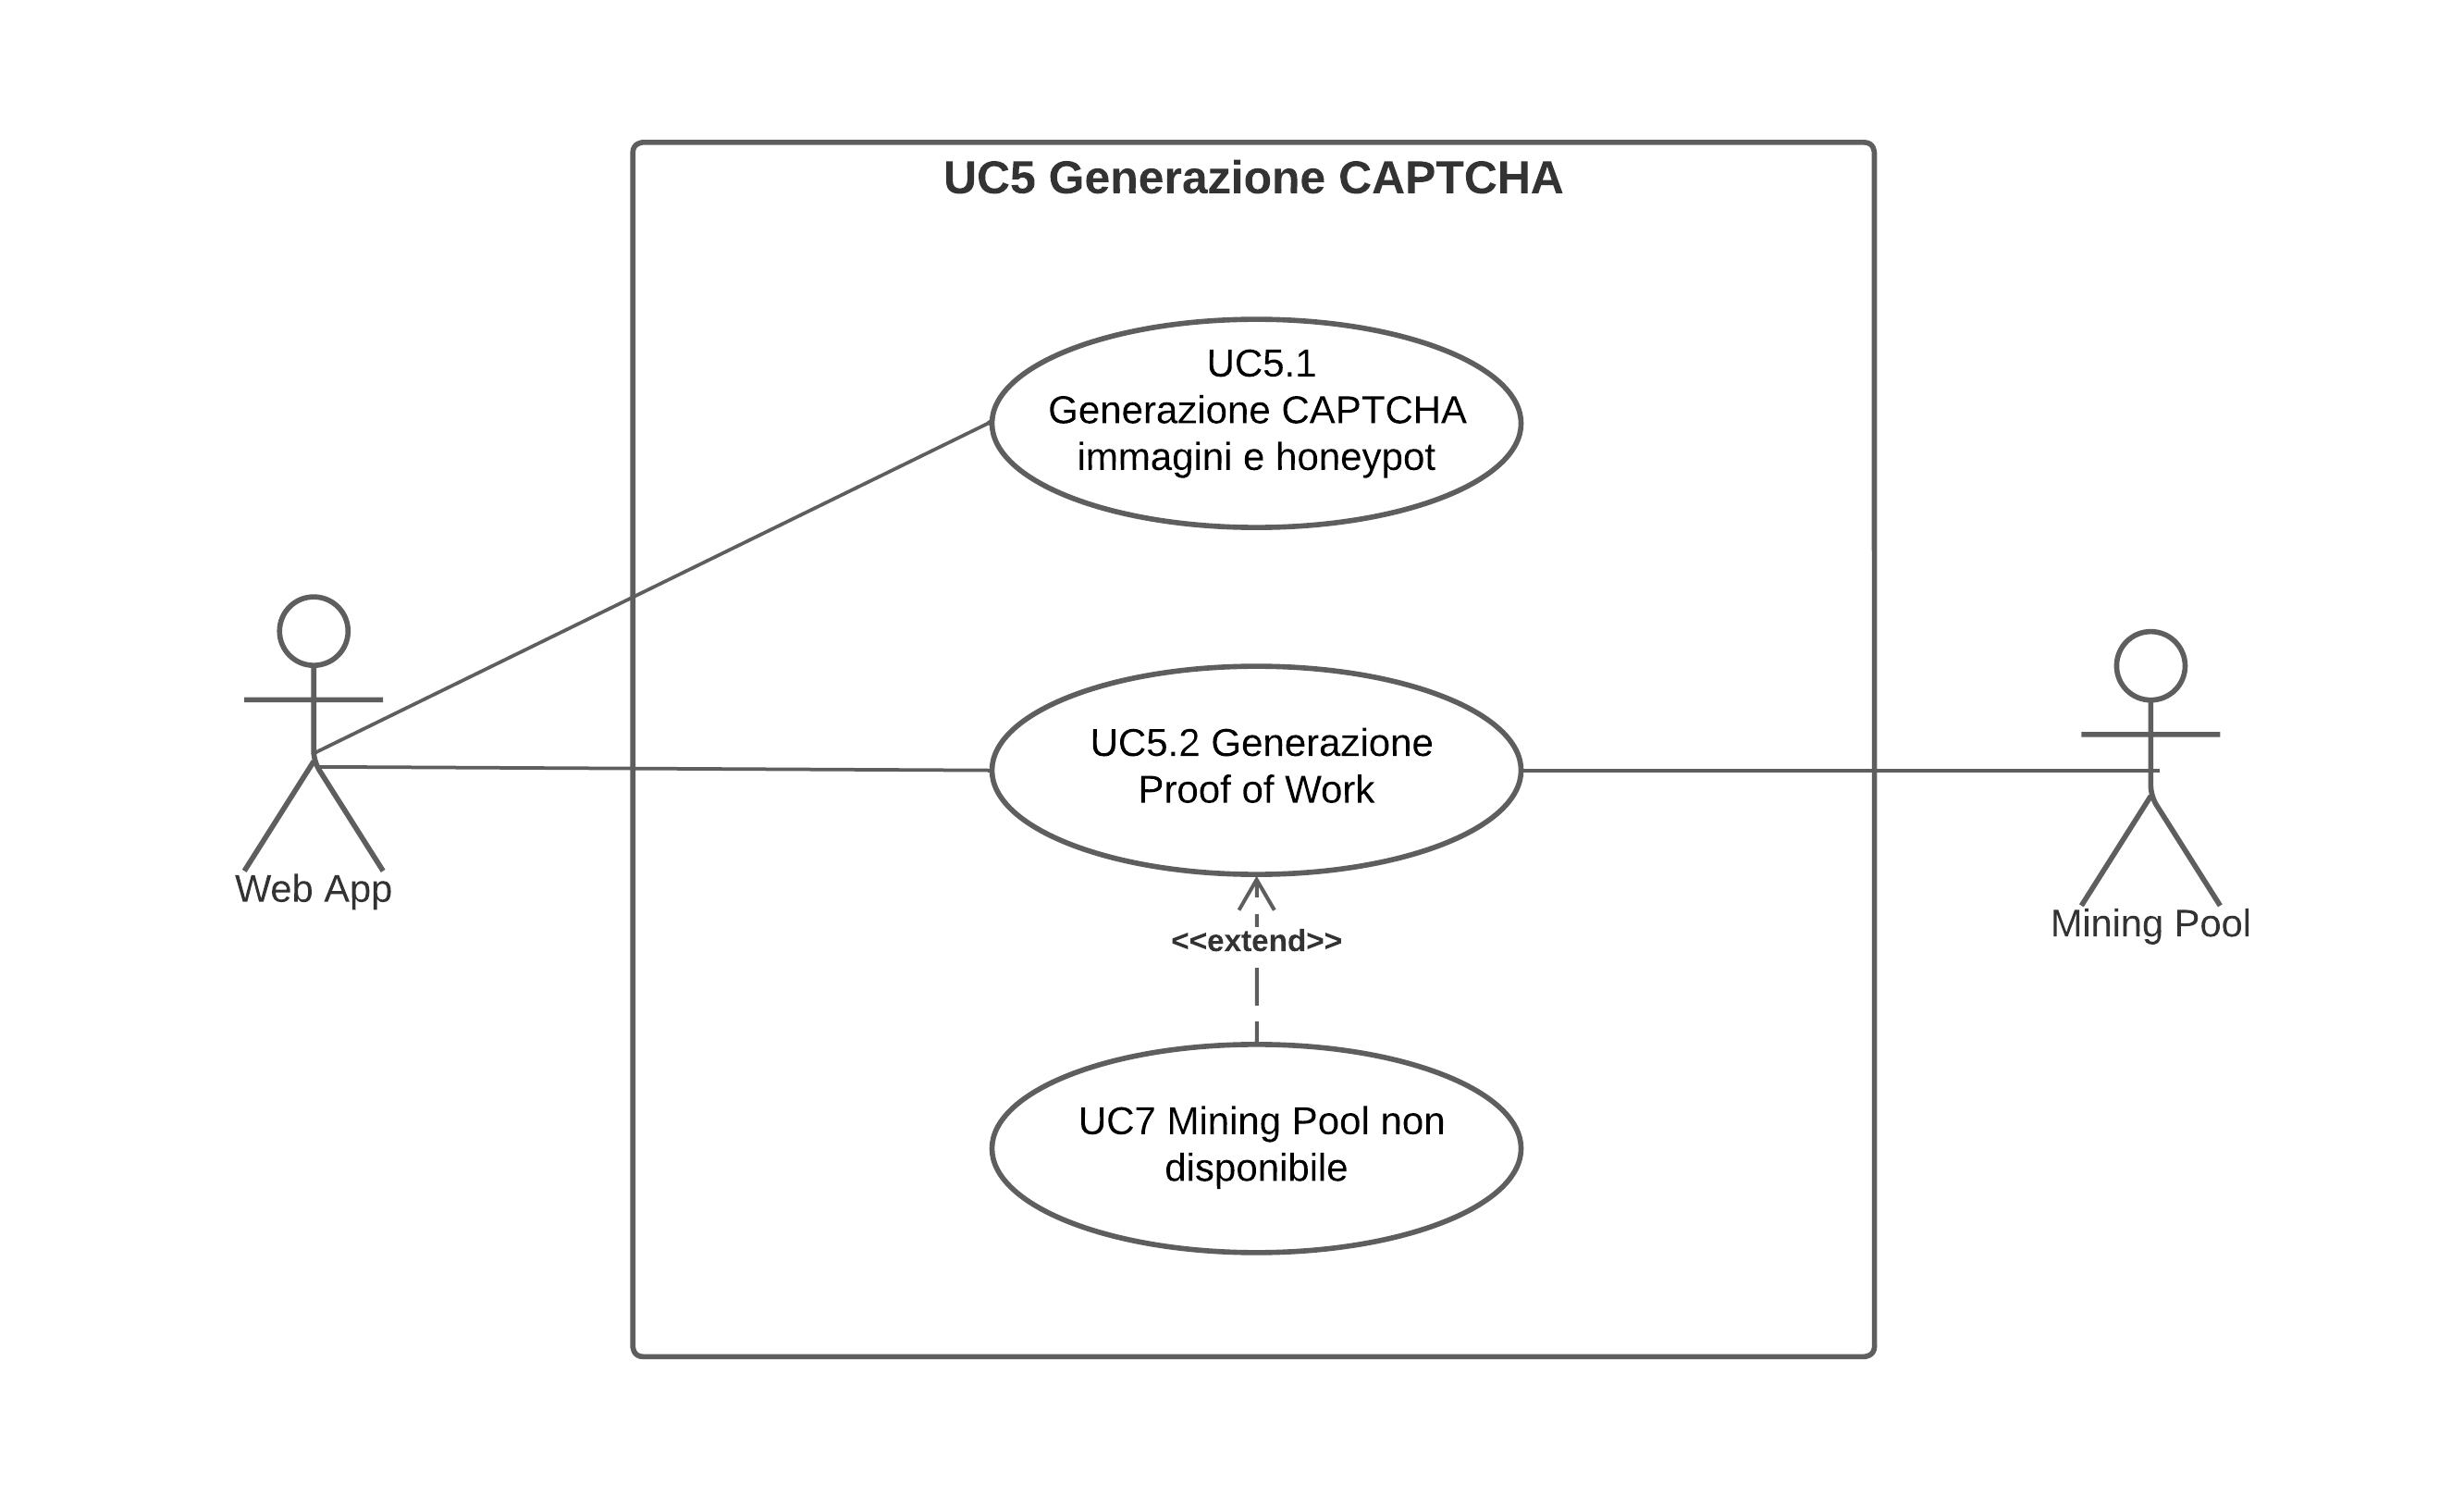 UC5 Generazione CAPTCHA
UC5.1
Generazione CAPTCHA
immagini e honeypot
UC5.2 Generazione
Proof of Work
Web App
Mining Pool
<<extend>>
UC7 Mining Pool non
disponibile